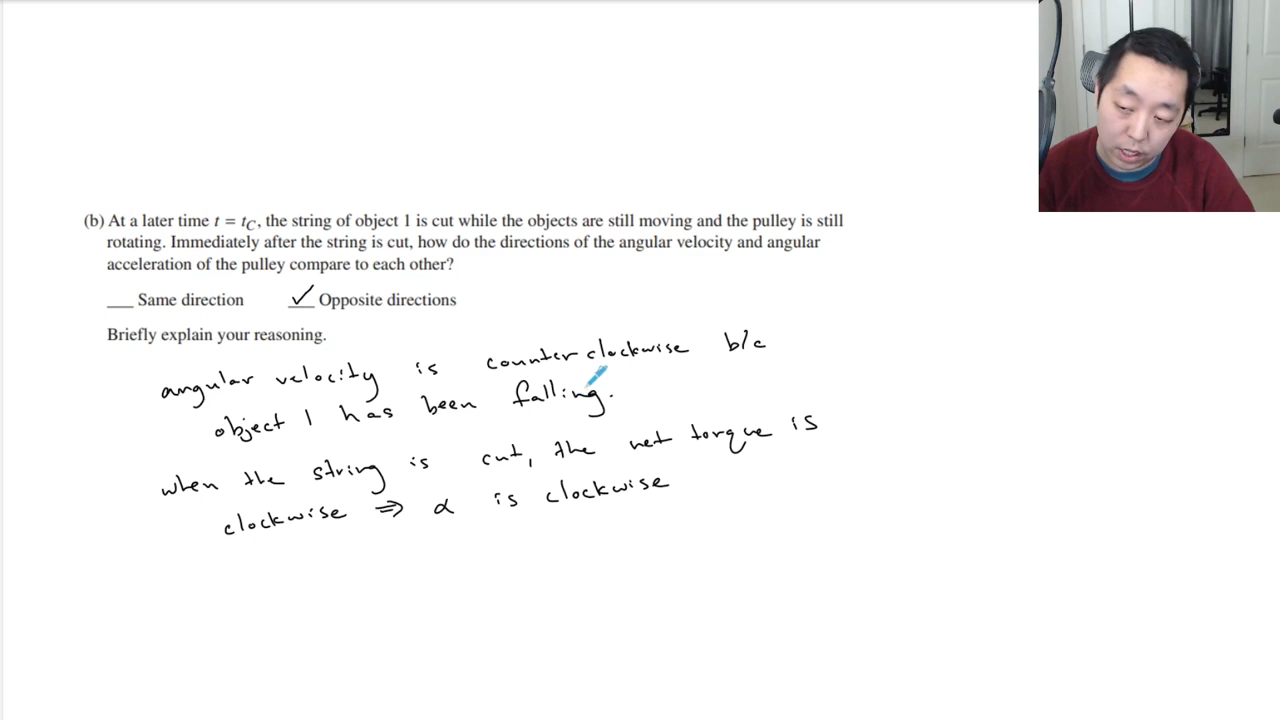 (b) At a later time t = tC, the string of object 1 is cut while the objects are still moving and the pulley is still
rotating. Immediately after the string is cut, how do the directions of the angular velocity and angular
acceleration of the pulley compare to each other?
___ Same direction ✓ Opposite directions
Briefly explain your reasoning.
angular velocity is counterclockwise b/c
object 1 has been falling.
when the string is cut, the net torque is
clockwise ⇒ α is clockwise